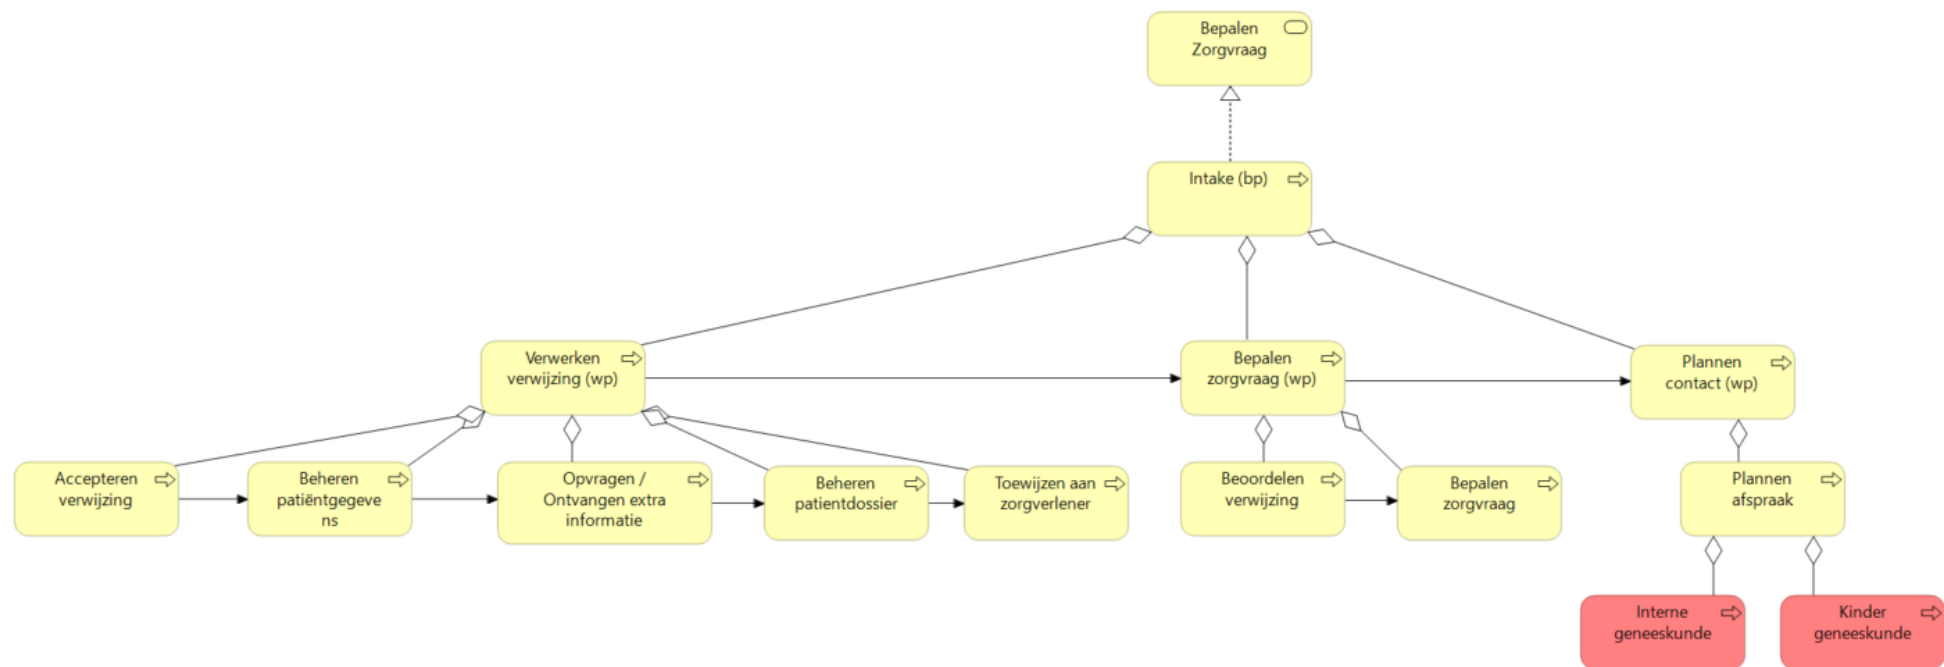 Bepalen
Zorgvraag
Intake (bp)
Verwerken
verwijzing (wp)
Bepalen
zorgvraag (wp)
Plannen
contact (wp)
Accepteren
verwijzing
Beheren
patiëntgegeve
ns
Opvragen /
Ontvangen extra
informatie
Beheren
patientdossier
Toewijzen aan
zorgverlener
Beoordelen
verwijzing
Bepalen
zorgvraag
Plannen
afspraak
Interne
geneeskunde
Kinder
geneeskunde